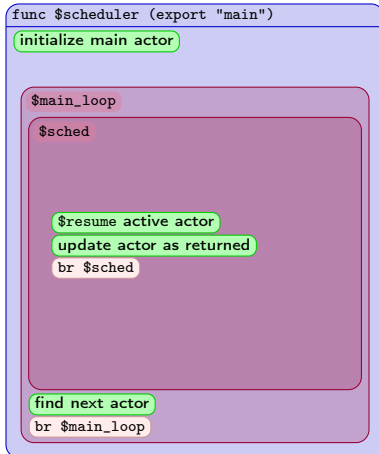 func $scheduler (export "main")
initialize main actor
$main_loop
$sched
$resume active actor
update actor as returned
br $sched
find next actor
br $main_loop